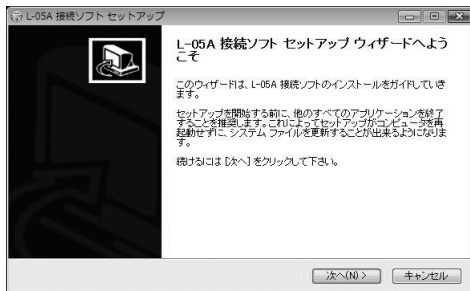 L-05A 接続ソフト セットアップ
L-05A 接続ソフト セットアップ ウィザードへよう
こそ
このウィザードは、L-05A 接続ソフトのインストールをガイドしていき
ます。
セットアップを開始する前に、他のすべてのアプリケーションを終了
することを推奨します。これによってセットアップがコンピュータを再
起動せずに、システム ファイルを更新することが出来るようになりま
す。
続けるには [次へ] をクリックして下さい。
次へ(N) >
キャンセル